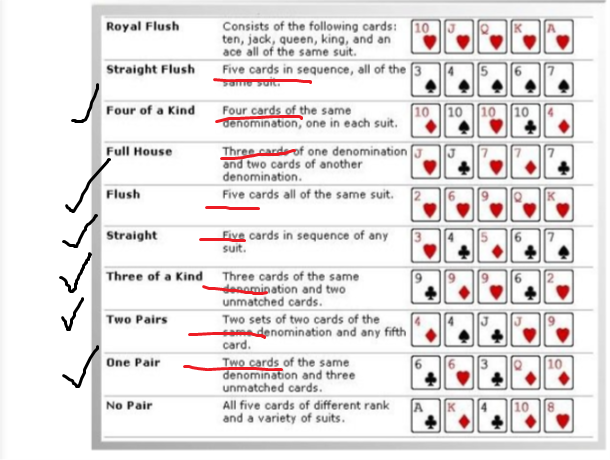 Royal Flush
Consists of the following cards:
ten, jack, queen, king, and an
ace all of the same suit.
10 J Q K A
Straight Flush
Five cards in sequence, all of the
same suit.
3 4 5 6 7
Four of a Kind
Four cards of the same
denomination, one in each suit.
10 10 10 10 4
Full House
Three cards of one denomination
and two cards of another
denomination.
J J 7 7 7
Flush
Five cards all of the same suit.
2 6 9 Q K
Straight
Five cards in sequence of any
suit.
3 4 5 6 7
Three of a Kind
Three cards of the same
denomination and two
unmatched cards.
9 9 9 6 2
Two Pairs
Two sets of two cards of the
same denomination and any fifth
card.
4 4 J J 9
One Pair
Two cards of the same
denomination and three
unmatched cards.
6 6 3 Q 10
No Pair
All five cards of different rank
and a variety of suits.
A K 4 10 8